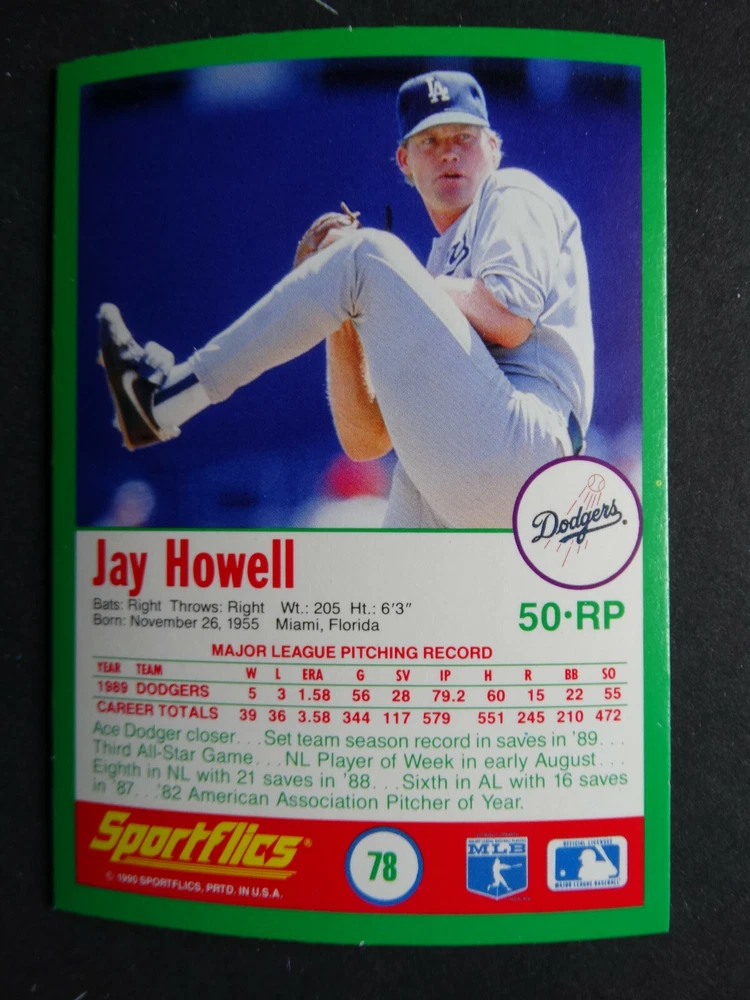 LA
Dodgers
Jay Howell
50·RP
Bats: Right Throws: Right Wt.: 205 Ht.: 6'3"
Born: November 26, 1955 Miami, Florida
MAJOR LEAGUE PITCHING RECORD
YEAR TEAM W L ERA G SV IP H R BB SO
1989 DODGERS 5 3 1.58 56 28 79.2 60 15 22 55
CAREER TOTALS 39 36 3.58 344 117 579 551 245 210 472
Ace Dodger closer. . .Set team season record in saves in '89. . .
Third All-Star Game. . .NL Player of Week in early August. . .
Eighth in NL with 21 saves in '88. . .Sixth in AL with 16 saves
in '87. . .'82 American Association Pitcher of Year.
Sportflics®
© 1990 SPORTFLICS, PRTD. IN U.S.A.
78
MLB
OFFICIAL LICENSEE
MAJOR LEAGUE BASEBALL